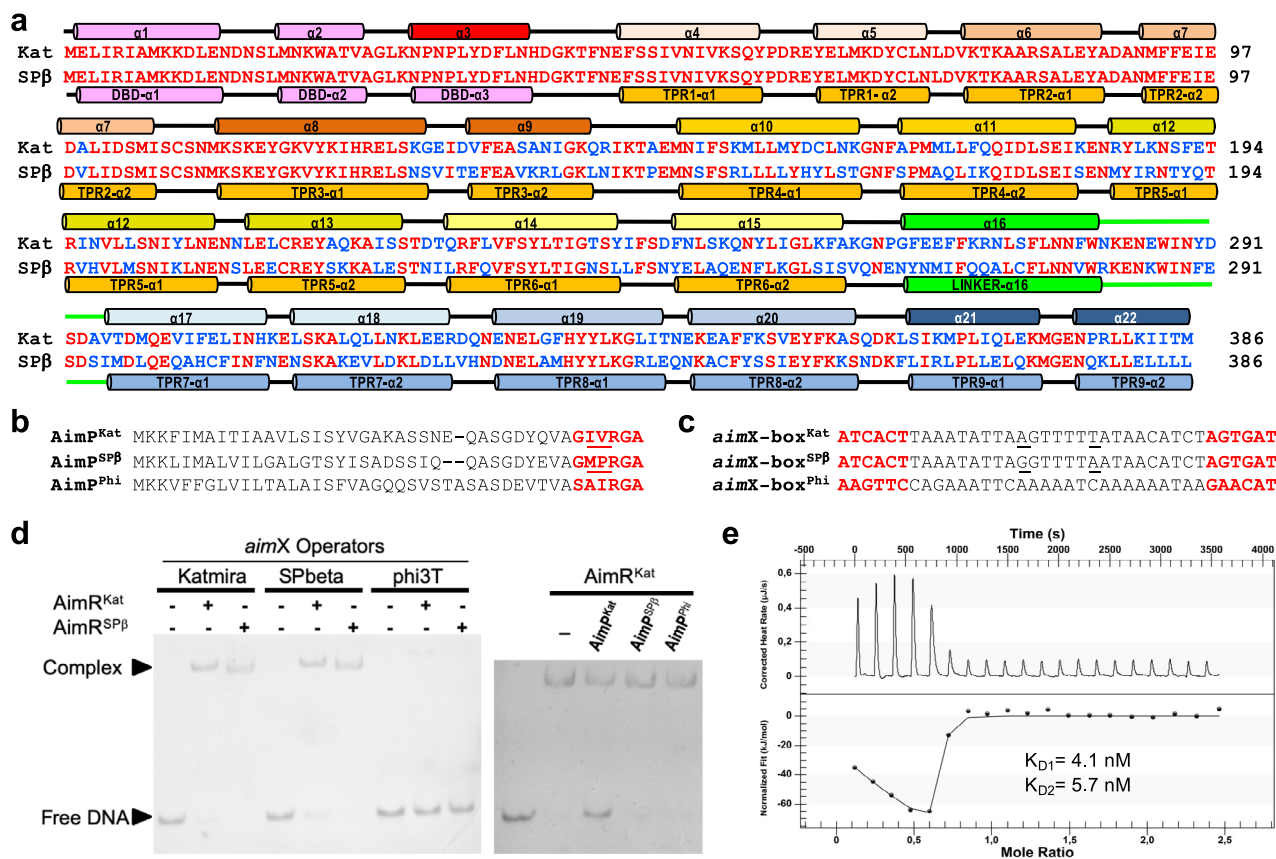 a
α1 α2 α3 α4 α5 α6 α7
Kat MELIRIAMKKDLENDNSLMNKWATVAGLKNPNPLYDFLNHDGKTFNEFSSIVNIVKSQYPDREYELMKDYCLNLDVKTKAARSALEYADANMFFEIE 97
SPβ MELIRIAMKKDLENDNSLMNKWATVAGLKNPNPLYDFLNHDGKTFNEFSSIVNIVKSQYPDREYELMKDYCLNLDVKTKAARSALEYADANMFFEIE 97
DBD-α1 DBD-α2 DBD-α3 TPR1-α1 TPR1- α2 TPR2-α1 TPR2-α2
α7 α8 α9 α10 α11 α12
Kat DALIDSMISCSNMKSKEYGKVYKIHRELSKGEIDVFEASANIGKQRIKTAEMNIFSKMLLMYDCLNKGNFAPMMLLFQQIDLSEIKENRYLKNSFET 194
SPβ DVLIDSMISCSNMKSKEYGKVYKIHRELSNSVITEFEAVKRLGKLNIKTPEMNSFSRLLLLYHYLSTGNFSPMAQLIKQIDLSEISENMYIRNTYQT 194
TPR2-α2 TPR3-α1 TPR3-α2 TPR4-α1 TPR4-α2 TPR5-α1
α12 α13 α14 α15 α16
Kat RINVLLSNIYLNENNLELCREYAQKAISSTDTQRFLVFSYLTIGTSYIFSDFNLSKQNYLIGLKFAKGNPGFEEFFKRNLSFLNNFWNKENEWINYD 291
SPβ RVHVLMSNIKLNENSLEECREYSKKALESTNILRFQVFSYLTIGNSLLFSNYELAQENFLKGLSISVQNENYNMIFQQALCFLNNVWRKENKWINFE 291
TPR5-α1 TPR5-α2 TPR6-α1 TPR6-α2 LINKER-α16
α17 α18 α19 α20 α21 α22
Kat SDAVTDMQEVIFELINHKELSKALQLLNKLEERDQNENELGFHYYLKGLITNEKEAFFKSVEYFKASQDKLSIKMPLIQLEKMGENPRLLKIITM 386
SPβ SDSIMDLQEQAHCFINFNENSKAKEVLDKLDLLVHNDNELAMHYYLKGRLEQNKACFYSSIEYFKKSNDKFLIRLPLLELQKMGENQKLLELLLL 386
TPR7-α1 TPR7-α2 TPR8-α1 TPR8-α2 TPR9-α1 TPR9-α2
b
AimPKat MKKFIMAITIAAVLSISYVGAKASSNE-QASGDYQVAGIVRGA
AimPSPβ MKKLIMALVILGALGTSYISADSSIQ--QASGDYEVAGMPRGA
AimPPhi MKKVFFGLVILTALAISFVAGQQSVSTASASDEVTVASAIRGA
c
aimX-boxKat ATCACTTAAATATTAAGTTTTTATAACATCTAGTGAT
aimX-boxSPβ ATCACTTAAATATTAGGTTTTAATAACATCTAGTGAT
aimX-boxPhi AAGTTCCAGAAATTCAAAAATCAAAAAATAAGAACAT
d
aimX Operators
Katmira SPbeta phi3T
AimRKat - + - - + - - + -
AimRSPβ - - + - - + - - +
Complex
Free DNA
AimRKat
– AimPKat AimPSPβ AimPPhi
e
Time (s)
-500 0 500 1000 1500 2000 2500 3000 3500 4000
Corrected Heat Rate (µJ/s)
0,6
0,4
0,2
0
Normalized Fit (kJ/mol)
0
-20
-40
-60
KD1= 4.1 nM
KD2= 5.7 nM
0 0,5 1,0 1,5 2,0 2,5
Mole Ratio